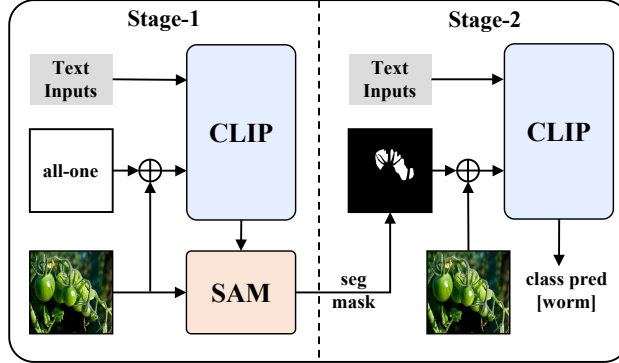 Stage-1
Text
Inputs
CLIP
all-one
SAM
seg
mask
Stage-2
Text
Inputs
CLIP
class pred
[worm]